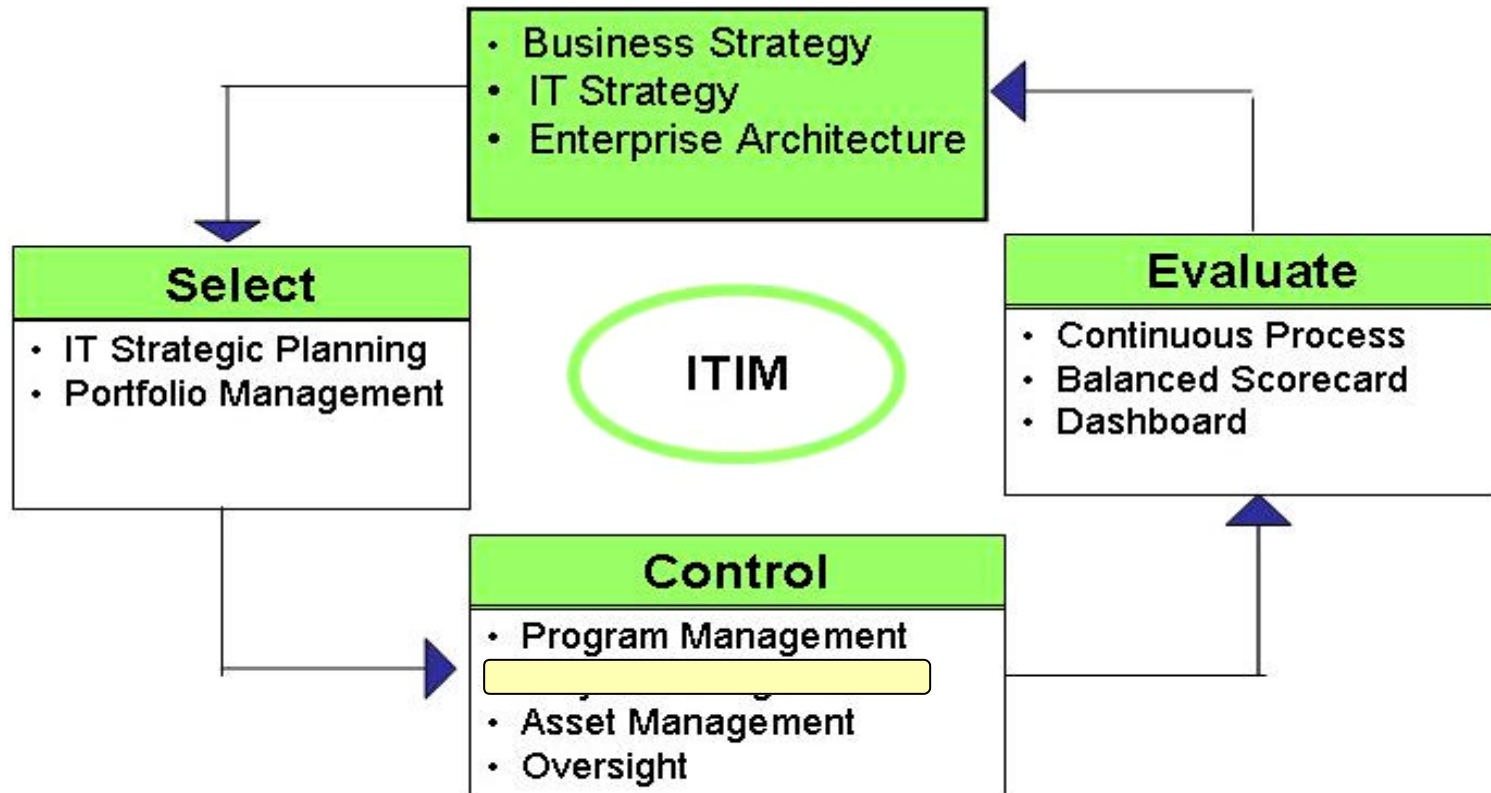 • Business Strategy
• IT Strategy
• Enterprise Architecture
Select
• IT Strategic Planning
• Portfolio Management
ITIM
Evaluate
• Continuous Process
• Balanced Scorecard
• Dashboard
Control
• Program Management
• Asset Management
• Oversight